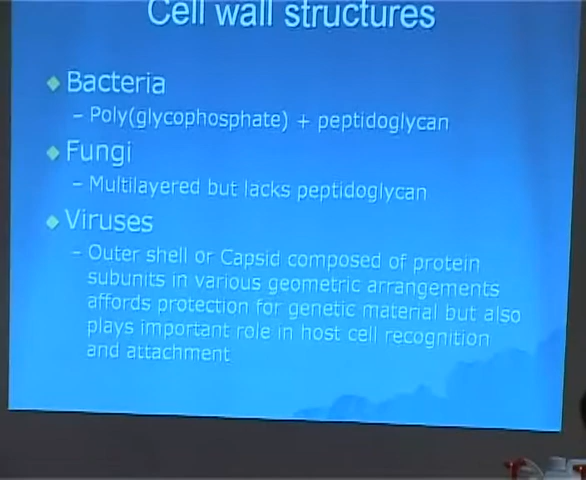 Cell wall structures
Bacteria
– Poly(glycophosphate) + peptidoglycan
Fungi
– Multilayered but lacks peptidoglycan
Viruses
– Outer shell or Capsid composed of protein
subunits in various geometric arrangements
affords protection for genetic material but also
plays important role in host cell recognition
and attachment